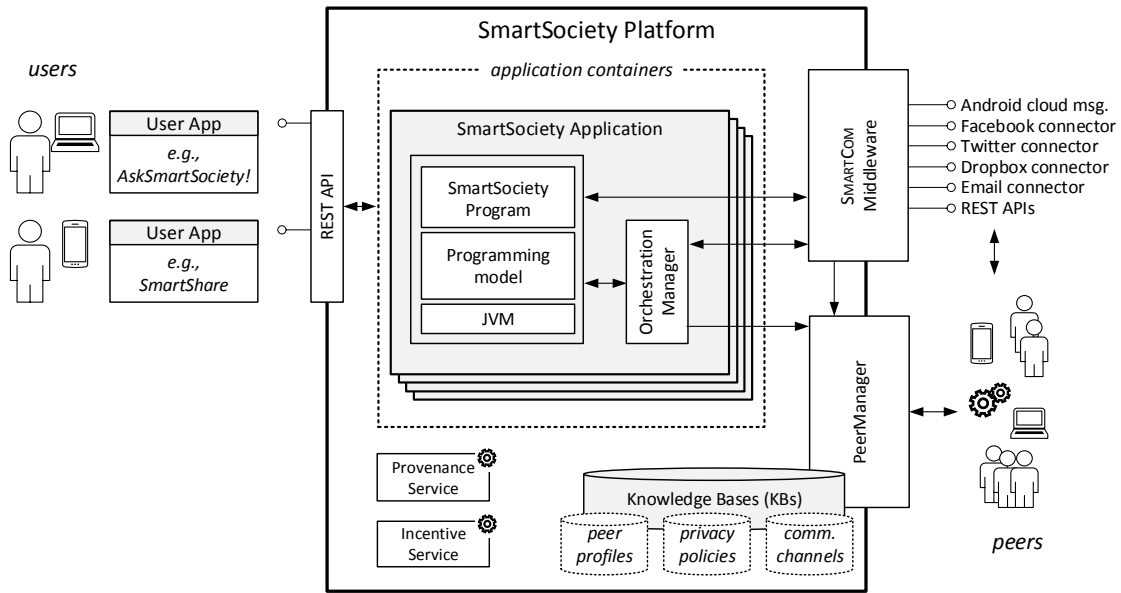 SmartSociety Platform
users
application containers
User App
e.g.,
AskSmartSociety!
User App
e.g.,
SmartShare
REST API
SmartSociety Application
SmartSociety
Program
Programming
model
JVM
Orchestration
Manager
SMARTCOM
Middleware
Android cloud msg.
Facebook connector
Twitter connector
Dropbox connector
Email connector
REST APIs
PeerManager
Provenance
Service
Incentive
Service
Knowledge Bases (KBs)
peer
profiles
privacy
policies
comm.
channels
peers